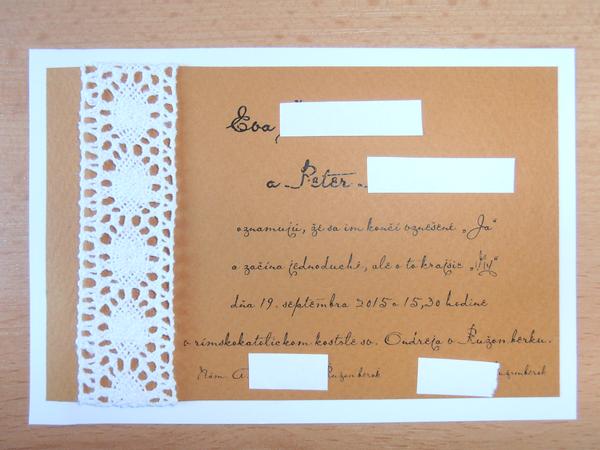 Eva,
a Peter
oznamujú, že sa im končí vznešené „Ja“
a začína jednoduché, ale o to krajšie „My“
dňa 19. septembra 2015 o 15,30 hodine
v rímskokatolíckom kostole sv. Ondreja v Ružomberku.
Nám. A. Ružomberok Ružomberok